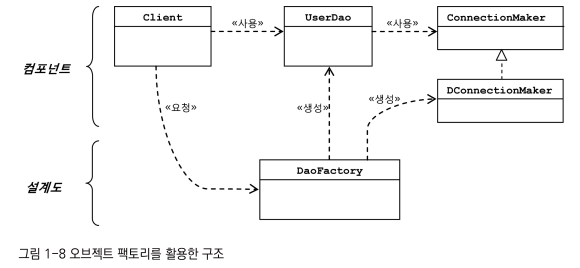 Client
«사용»
UserDao
«사용»
ConnectionMaker
컴포넌트
«요청»
«생성»
«생성»
DConnectionMaker
설계도
DaoFactory
그림 1-8 오브젝트 팩토리를 활용한 구조